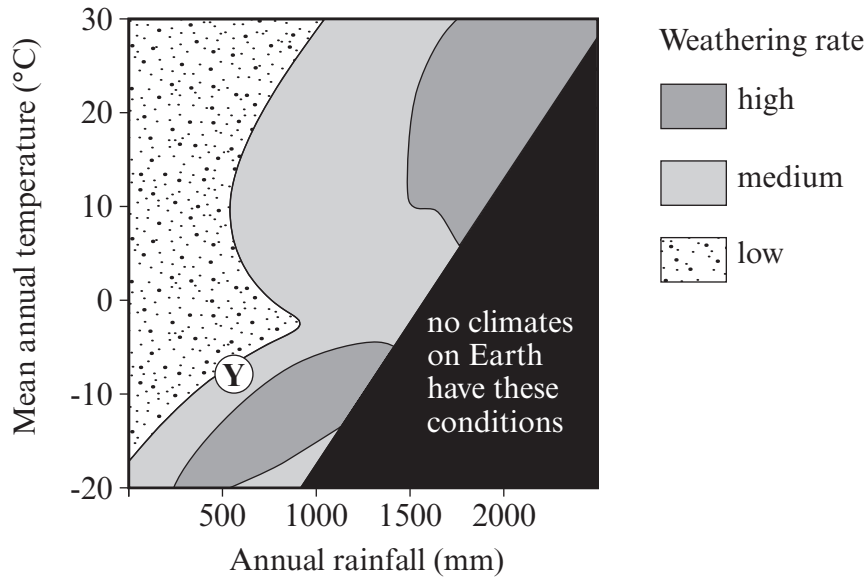 30
20
10
0
-10
-20
Mean annual temperature (°C)
500
1000
1500
2000
Annual rainfall (mm)
Y
no climates
on Earth
have these
conditions
Weathering rate
high
medium
low